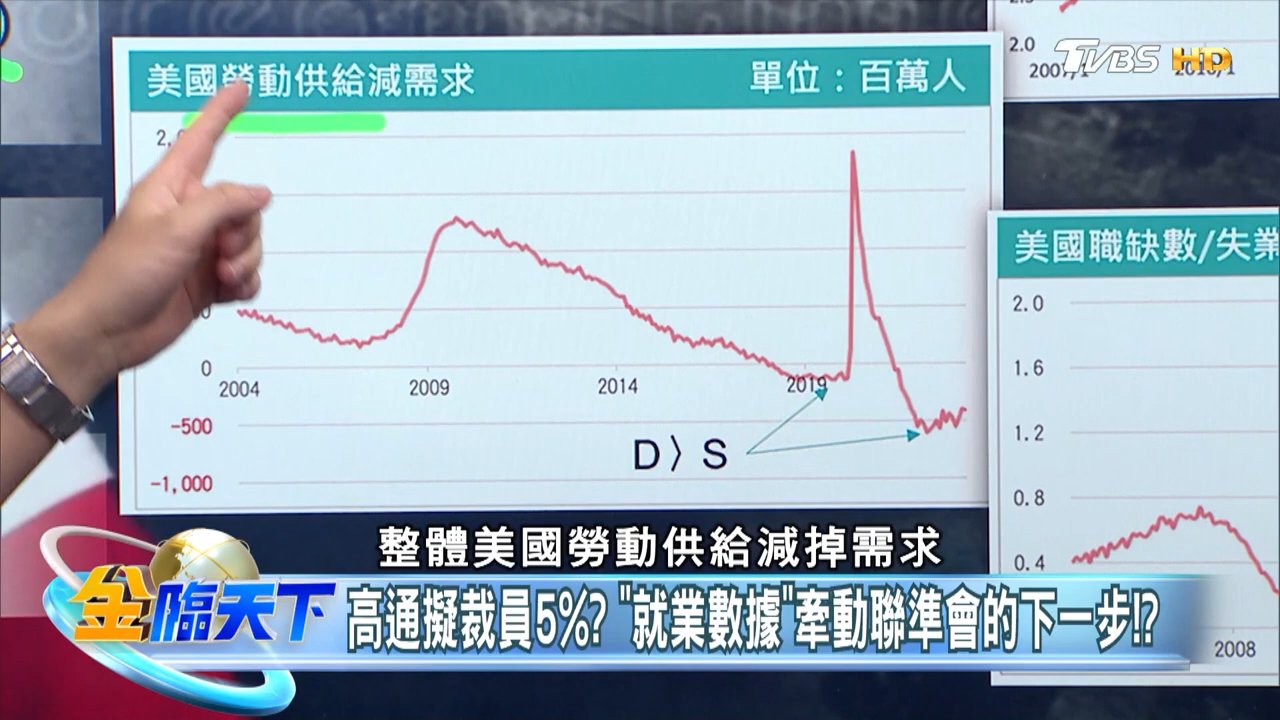 TVBS HD
2.0
美國勞動供給減需求
單位：百萬人
0
2004
2009
2014
2019
-500
-1,000
D〉S
美國職缺數/失業
2.0
1.6
1.2
0.8
0.4
2008
整體美國勞動供給減掉需求
金臨天下
高通擬裁員5%? "就業數據"牽動聯準會的下一步!?